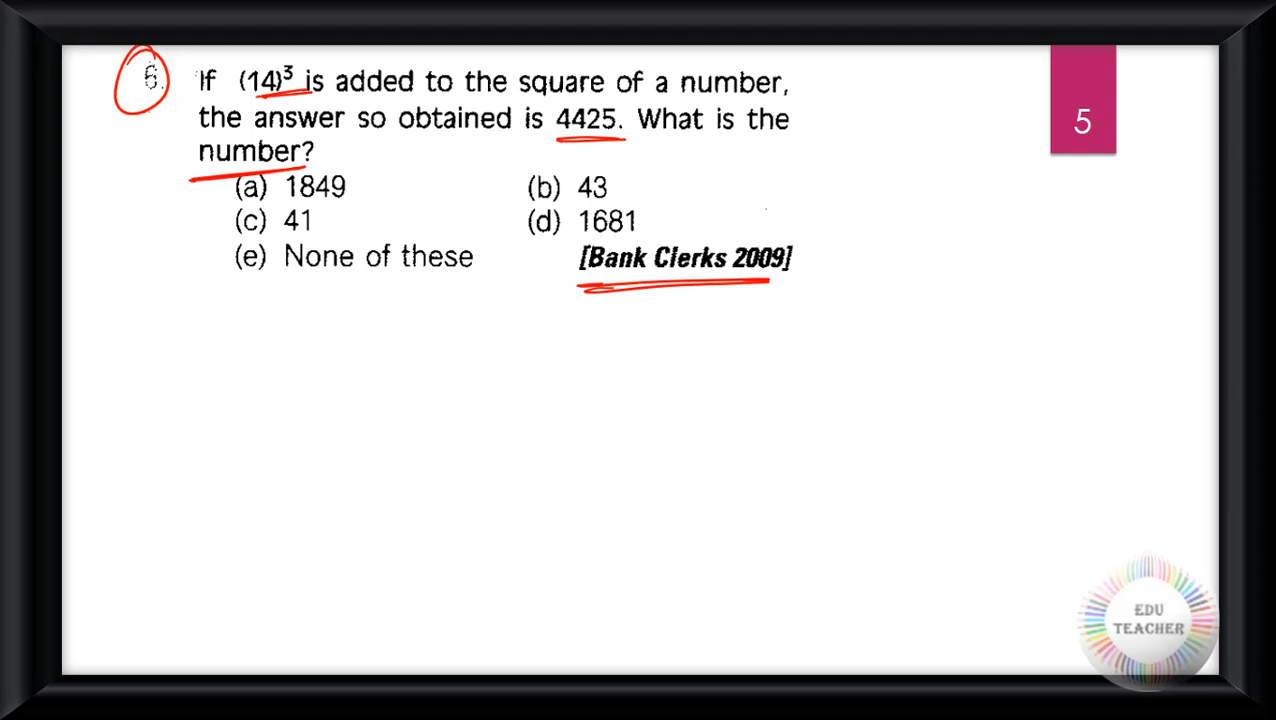 6. If (14)³ is added to the square of a number,
the answer so obtained is 4425. What is the
number?
(a) 1849 (b) 43
(c) 41 (d) 1681
(e) None of these [Bank Clerks 2009]
5
EDU
TEACHER